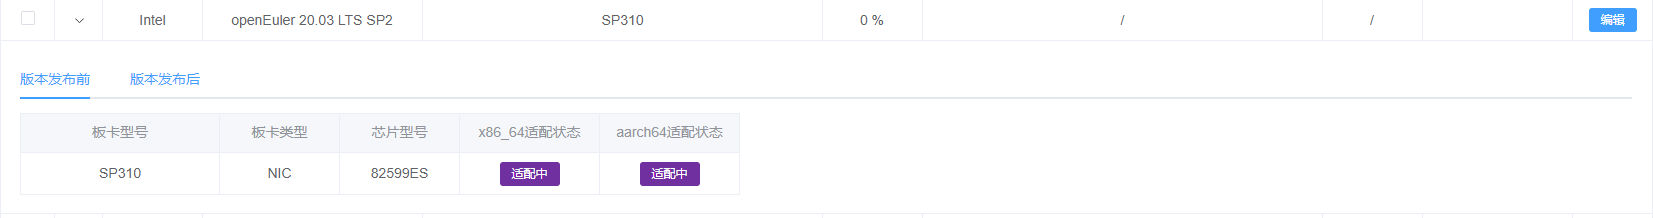 Intel openEuler 20.03 LTS SP2 SP310 0 % / / 编辑
版本发布前 版本发布后
板卡型号 板卡类型 芯片型号 x86_64适配状态 aarch64适配状态
SP310 NIC 82599ES 适配中 适配中